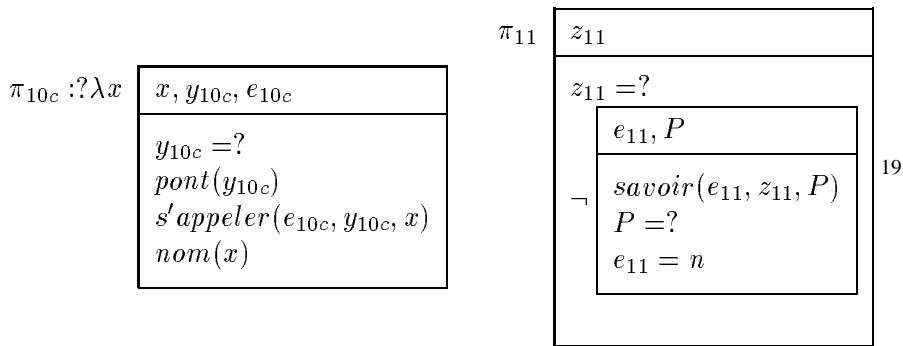 π₁₀c :?λx
x, y₁₀c, e₁₀c
y₁₀c =?
pont(y₁₀c)
s'appeler(e₁₀c, y₁₀c, x)
nom(x)
π₁₁
z₁₁
z₁₁ =?
¬
e₁₁, P
savoir(e₁₁, z₁₁, P)
P =?
e₁₁ = n
19